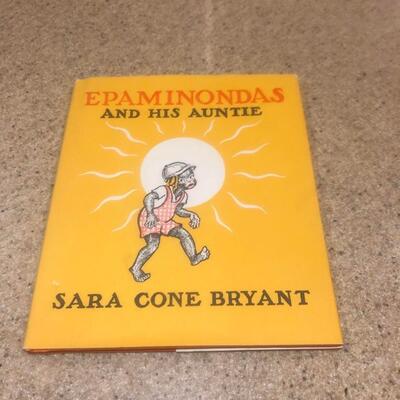 EPAMINONDAS
AND HIS AUNTIE
SARA CONE BRYANT